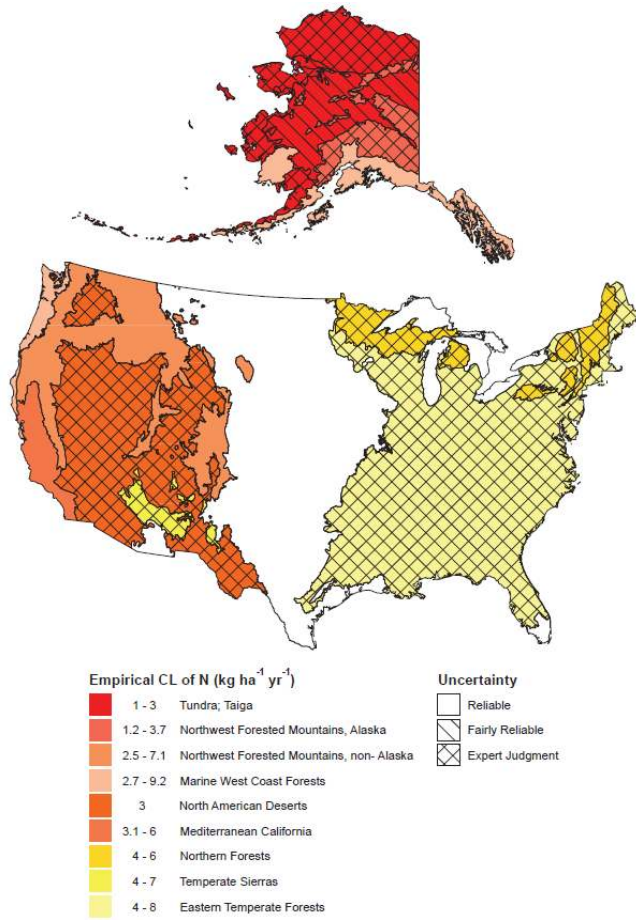 Empirical CL of N (kg ha⁻¹ yr⁻¹)
1 - 3 Tundra; Taiga
1.2 - 3.7 Northwest Forested Mountains, Alaska
2.5 - 7.1 Northwest Forested Mountains, non- Alaska
2.7 - 9.2 Marine West Coast Forests
3 North American Deserts
3.1 - 6 Mediterranean California
4 - 6 Northern Forests
4 - 7 Temperate Sierras
4 - 8 Eastern Temperate Forests
Uncertainty
Reliable
Fairly Reliable
Expert Judgment